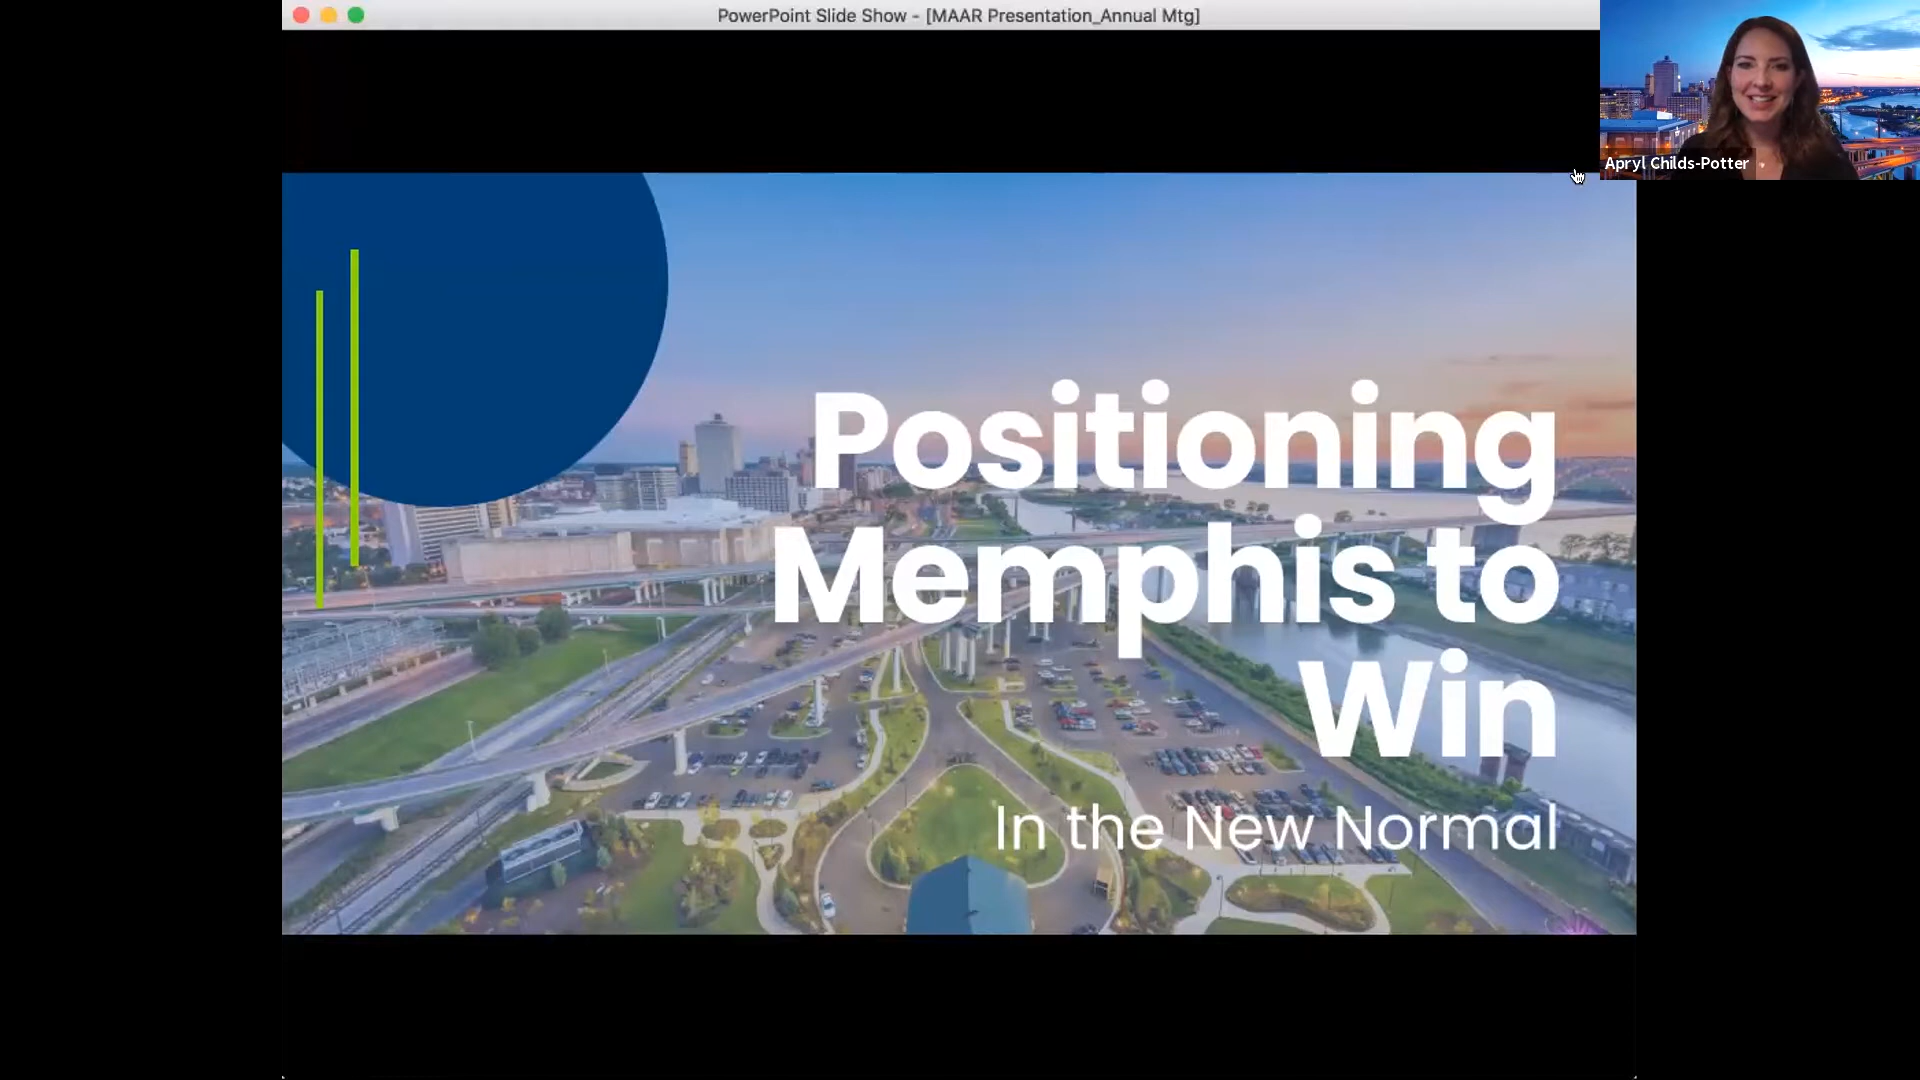 PowerPoint Slide Show - [MAAR Presentation_Annual Mtg]
Apryl Childs-Potter
Positioning
Memphis to
Win
In the New Normal